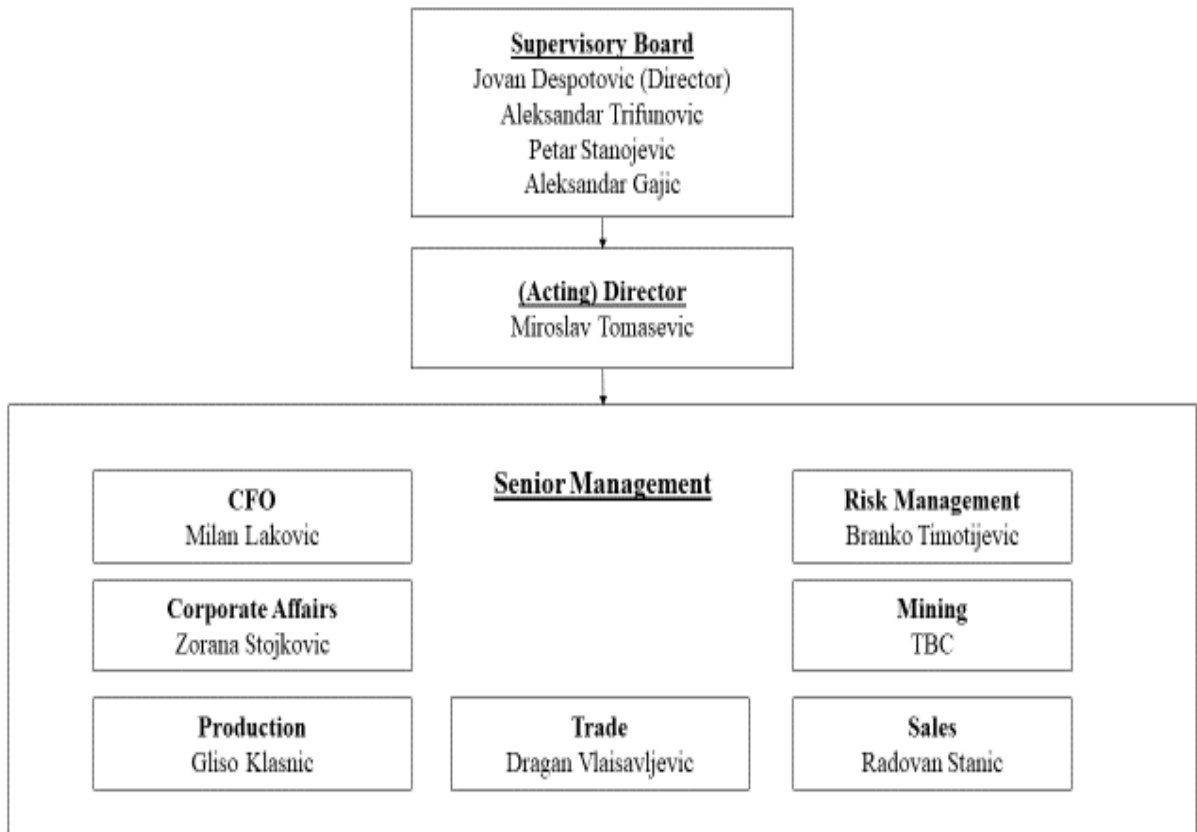 Supervisory Board
Jovan Despotovic (Director)
Aleksandar Trifunovic
Petar Stanojevic
Aleksandar Gajic
(Acting) Director
Miroslav Tomasevic
Senior Management
CFO
Milan Lakovic
Risk Management
Branko Timotijevic
Corporate Affairs
Zorana Stojkovic
Mining
TBC
Production
Gliso Klasnic
Trade
Dragan Vlaisavljevic
Sales
Radovan Stanic